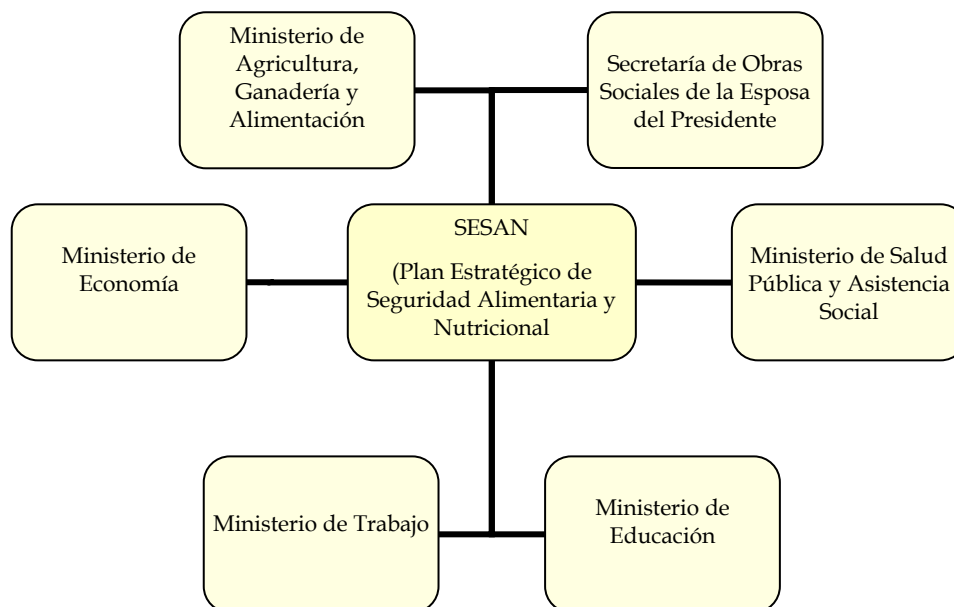 Ministerio de
Agricultura,
Ganadería y
Alimentación
Secretaría de Obras
Sociales de la Esposa
del Presidente
Ministerio de
Economía
SESAN
(Plan Estratégico de
Seguridad Alimentaria y
Nutricional
Ministerio de Salud
Pública y Asistencia
Social
Ministerio de Trabajo
Ministerio de
Educación